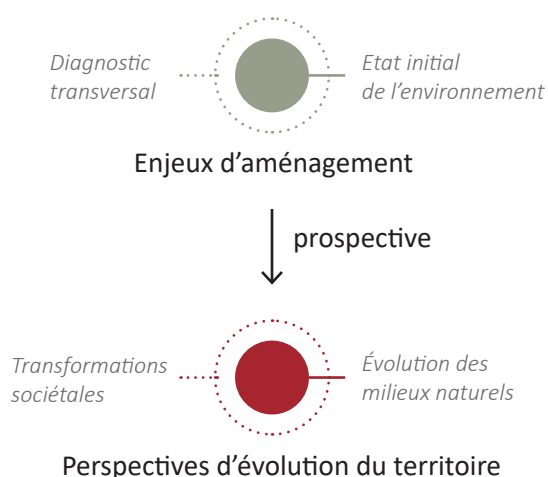 Diagnostic
transversal
Etat initial
de l'environnement
Enjeux d'aménagement
prospective
Transformations
sociétales
Évolution des
milieux naturels
Perspectives d'évolution du territoire